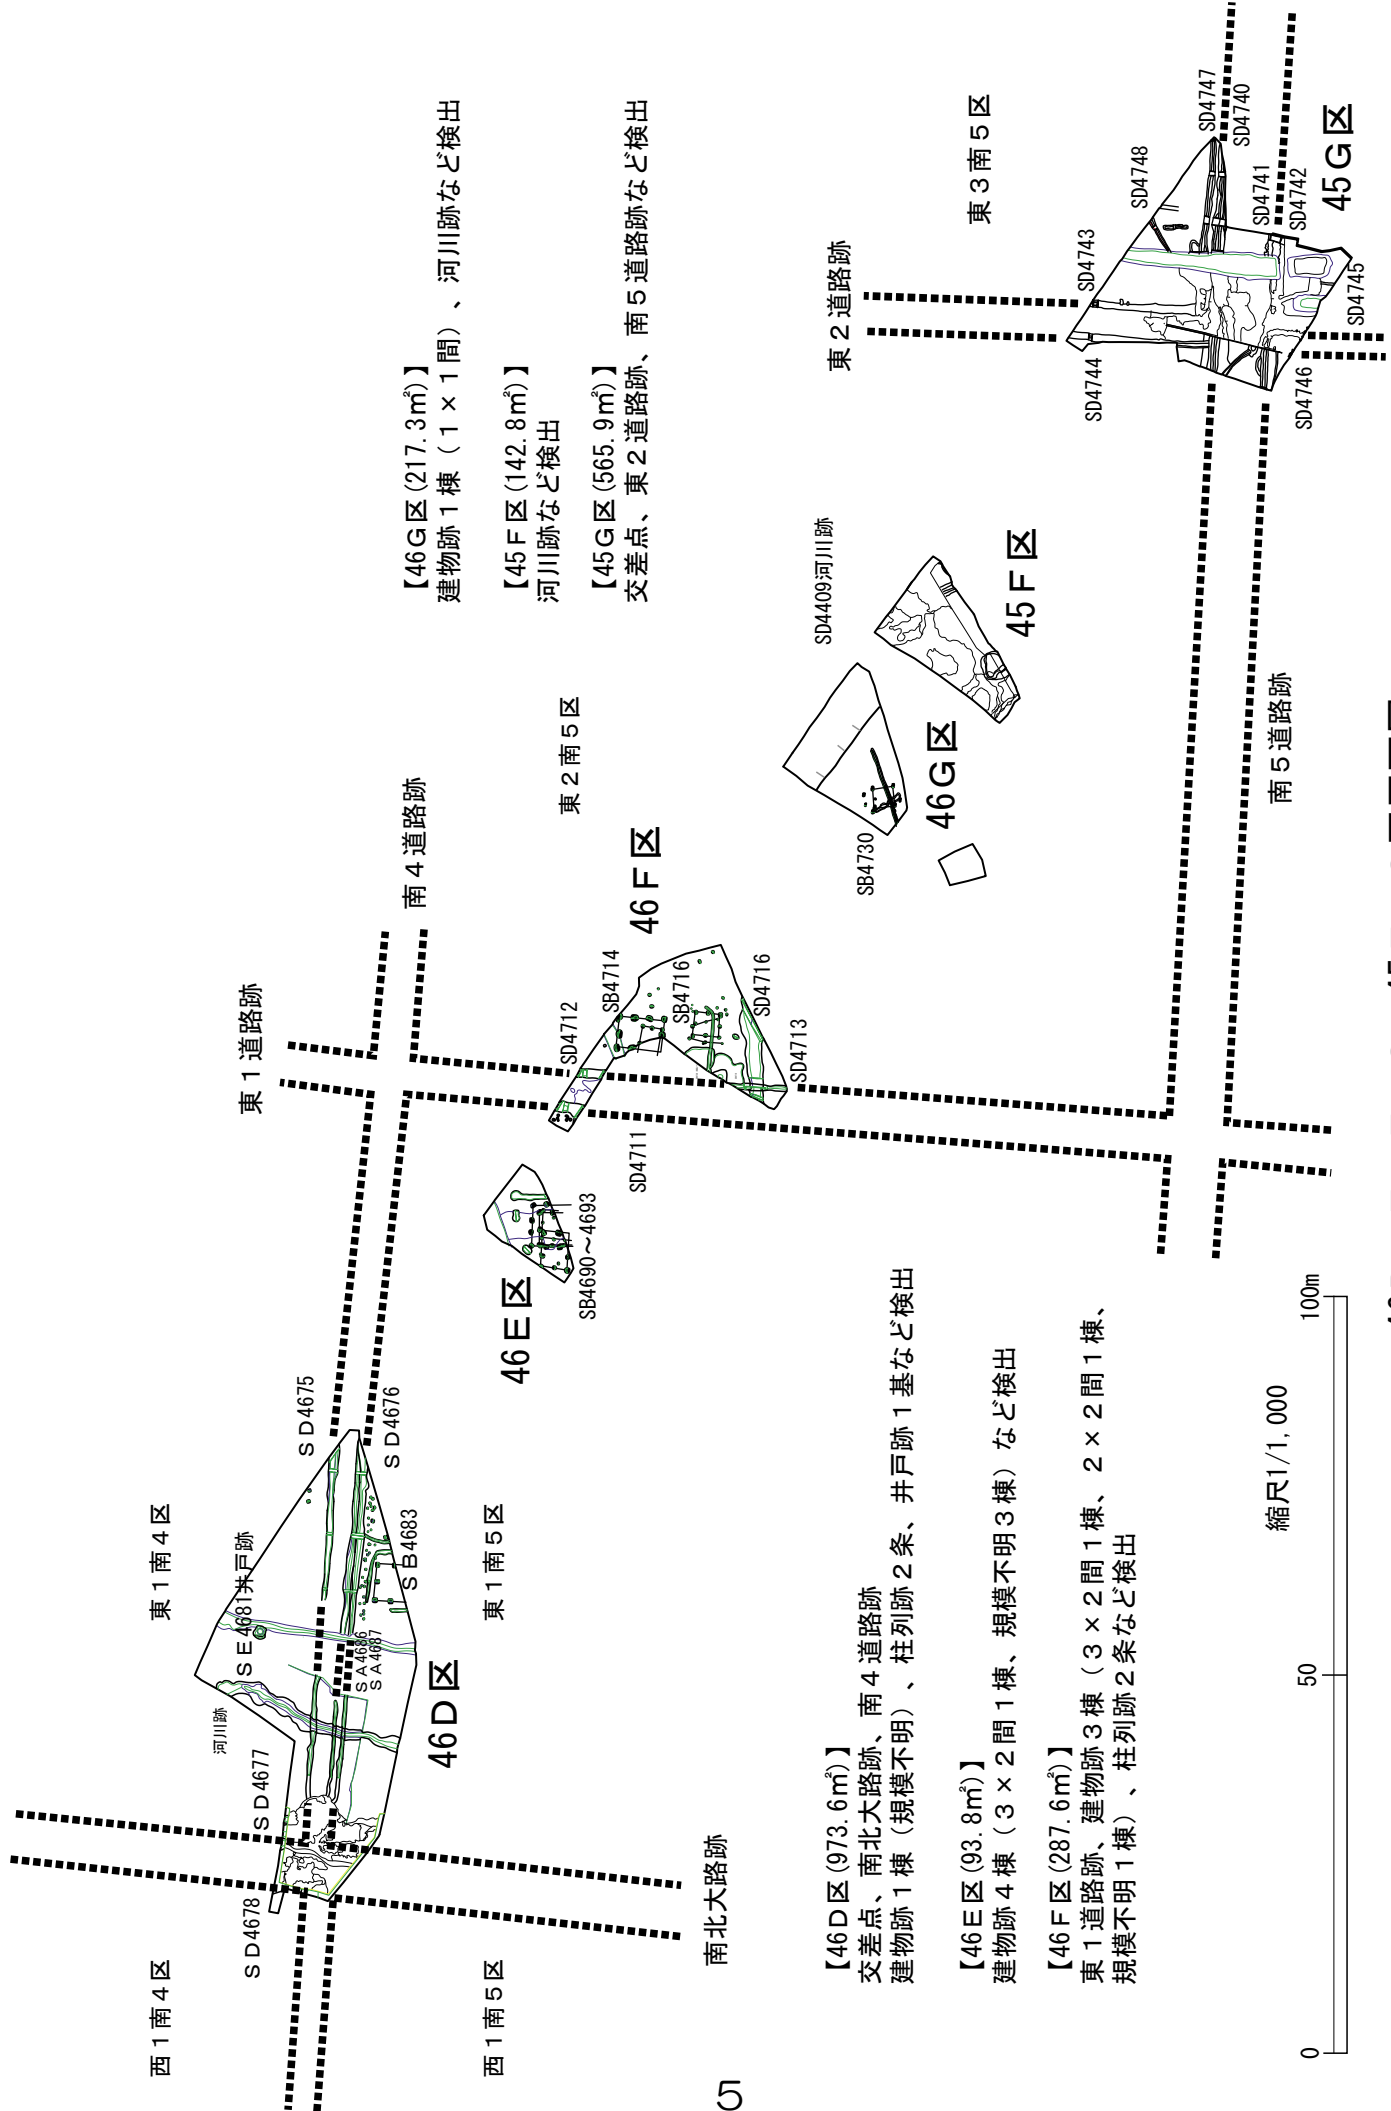 西1南4区
西1南5区
東1南4区
東1南5区
東1道路跡
南4道路跡
東2南5区
東2道路跡
東3南5区
南北大路跡
南5道路跡
ＳＤ4678
ＳＤ4677
河川跡
ＳＥ4681井戸跡
ＳＡ4686
ＳＡ4687
ＳＢ4683
ＳＤ4675
ＳＤ4676
46Ｄ区
46Ｅ区
SB4690～4693
SD4711
SD4712
SB4714
SB4716
SD4716
SD4713
46Ｆ区
SB4730
46Ｇ区
SD4409河川跡
45Ｆ区
SD4744
SD4743
SD4748
SD4747
SD4740
SD4741
SD4742
SD4745
SD4746
45Ｇ区
【46Ｇ区(217.3㎡)】
建物跡１棟（１×１間）、河川跡など検出
【45Ｆ区(142.8㎡)】
河川跡など検出
【45Ｇ区(565.9㎡)】
交差点、東２道路跡、南５道路跡など検出
【46Ｄ区(973.6㎡)】
交差点、南北大路跡、南４道路跡
建物跡１棟（規模不明）、柱列跡２条、井戸跡１基など検出
【46Ｅ区(93.8㎡)】
建物跡４棟（３×２間１棟、規模不明３棟）など検出
【46Ｆ区(287.6㎡)】
東１道路跡、建物跡３棟（３×２間１棟、２×２間１棟、
規模不明１棟）、柱列跡２条など検出
縮尺1/1,000
0
50
100m
5